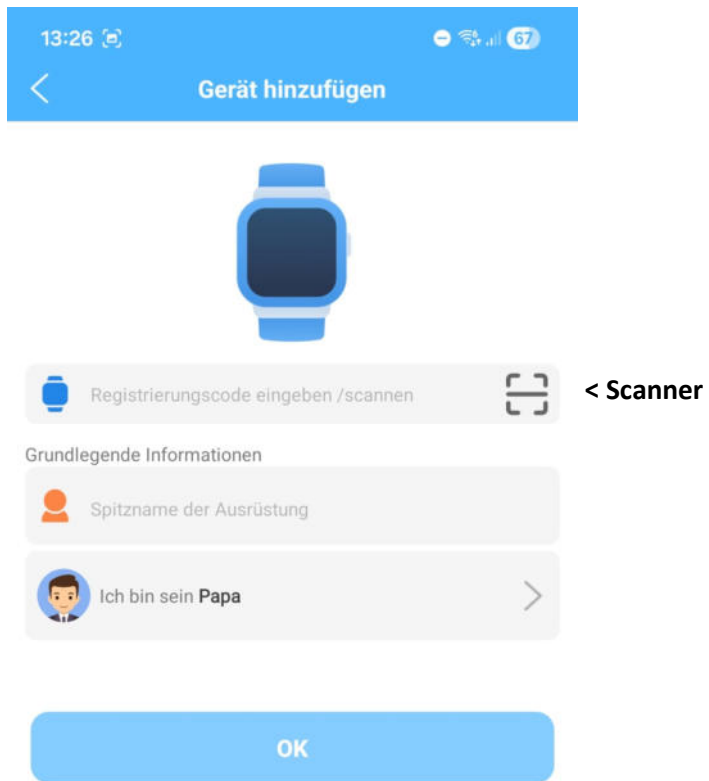 13:26
67
Gerät hinzufügen
Registrierungscode eingeben /scannen
< Scanner
Grundlegende Informationen
Spitzname der Ausrüstung
Ich bin sein Papa
OK